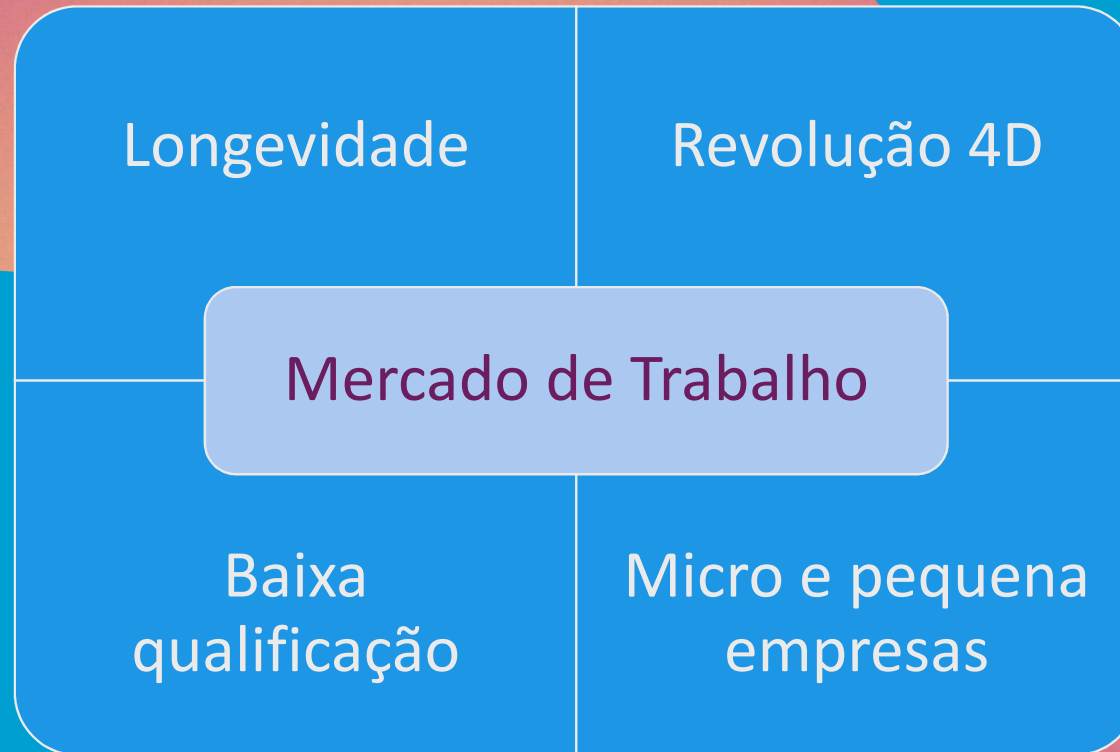 Longevidade
Revolução 4D
Mercado de Trabalho
Baixa
qualificação
Micro e pequena
empresas